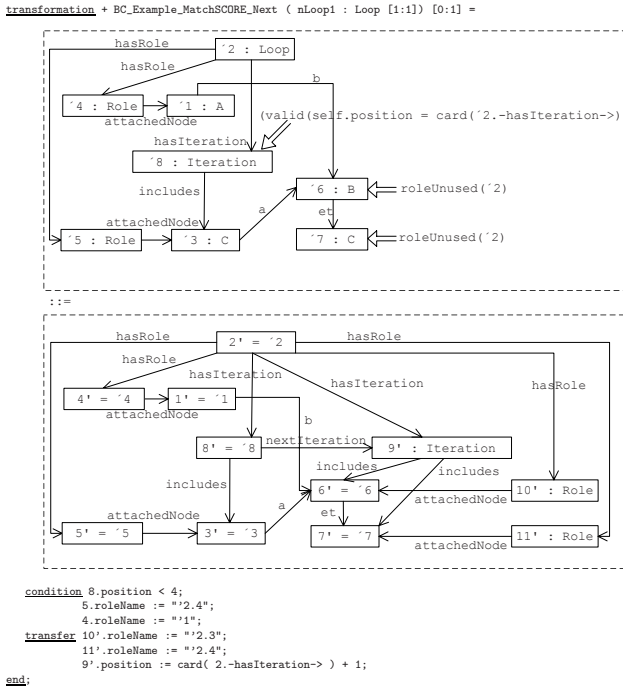 transformation + BC_Example_MatchSCORE_Next ( nLoop1 : Loop [1:1]) [0:1] =
hasRole
´2 : Loop
hasRole
b
´4 : Role
´1 : A
attachedNode
(valid(self.position = card(´2.-hasIteration->)
hasIteration
´8 : Iteration
includes
´6 : B
roleUnused(´2)
a
et
attachedNode
´5 : Role
´3 : C
´7 : C
roleUnused(´2)
::=
hasRole
2' = ´2
hasRole
hasRole
hasIteration
hasIteration
hasRole
4' = ´4
1' = ´1
attachedNode
b
8' = ´8
nextIteration
9' : Iteration
includes
includes
includes
6' = ´6
10' : Role
attachedNode
a
et
attachedNode
5' = ´5
3' = ´3
7' = ´7
11' : Role
attachedNode
condition 8.position < 4;
5.roleName := "’2.4";
4.roleName := "’1";
transfer 10’.roleName := "’2.3";
11’.roleName := "’2.4";
9’.position := card( 2.-hasIteration-> ) + 1;
end;